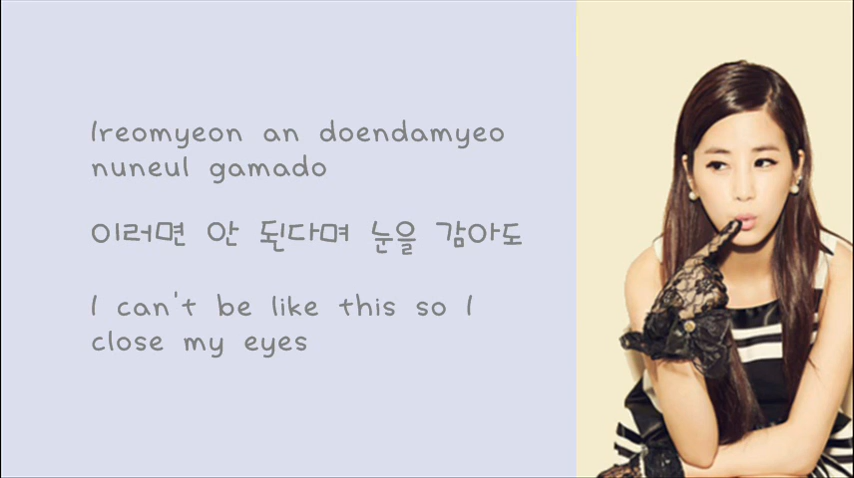 Ireomyeon an doendamyeo
nuneul gamado
이러면 안 된다며 눈을 감아도
I can't be like this so I
close my eyes